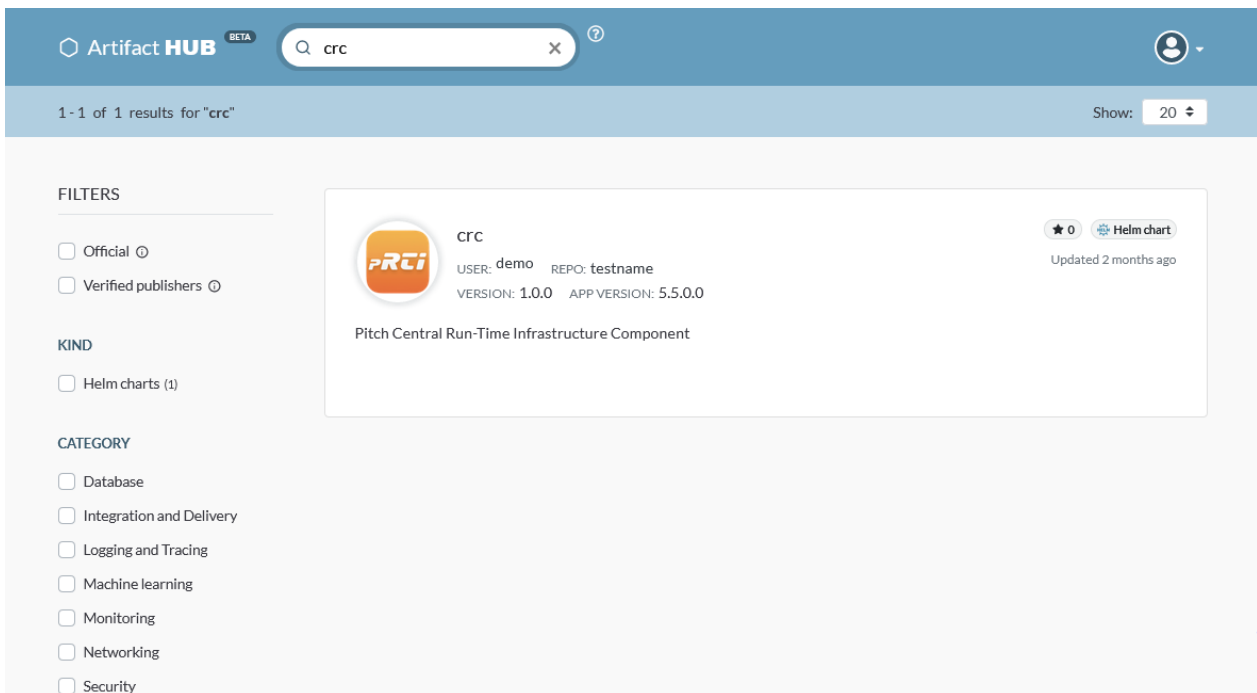 Artifact HUB BETA
crc
1 - 1 of 1 results for "crc"
Show: 20
FILTERS
Official
Verified publishers
KIND
Helm charts (1)
CATEGORY
Database
Integration and Delivery
Logging and Tracing
Machine learning
Monitoring
Networking
Security
pRTi
crc
0 Helm chart
USER: demo REPO: testname
Updated 2 months ago
VERSION: 1.0.0 APP VERSION: 5.5.0.0
Pitch Central Run-Time Infrastructure Component